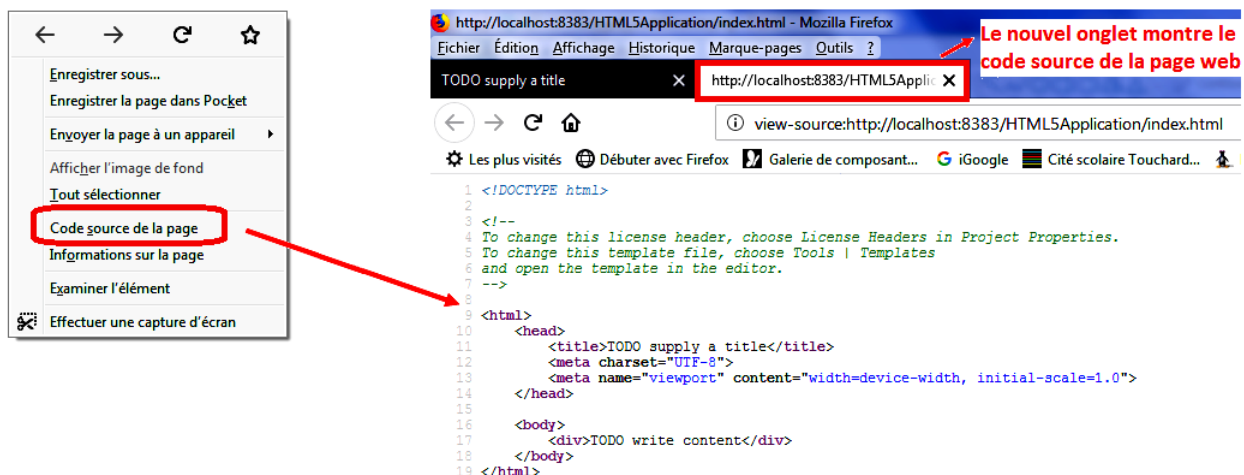 Enregistrer sous...
Enregistrer la page dans Pocket
Envoyer la page à un appareil
Afficher l'image de fond
Tout sélectionner
Code source de la page
Informations sur la page
Examiner l'élément
Effectuer une capture d'écran
http://localhost:8383/HTML5Application/index.html - Mozilla Firefox
Le nouvel onglet montre le
code source de la page web
Fichier Édition Affichage Historique Marque-pages Outils ?
TODO supply a title
http://localhost:8383/HTML5Applic
view-source:http://localhost:8383/HTML5Application/index.html
Les plus visités Débuter avec Firefox Galerie de composant... G iGoogle Cité scolaire Touchard...
1 <!DOCTYPE html>
2
3 <!--
4 To change this license header, choose License Headers in Project Properties.
5 To change this template file, choose Tools | Templates
6 and open the template in the editor.
7 -->
8
9 <html>
10     <head>
11         <title>TODO supply a title</title>
12         <meta charset="UTF-8">
13         <meta name="viewport" content="width=device-width, initial-scale=1.0">
14     </head>
15
16     <body>
17         <div>TODO write content</div>
18     </body>
19 </html>